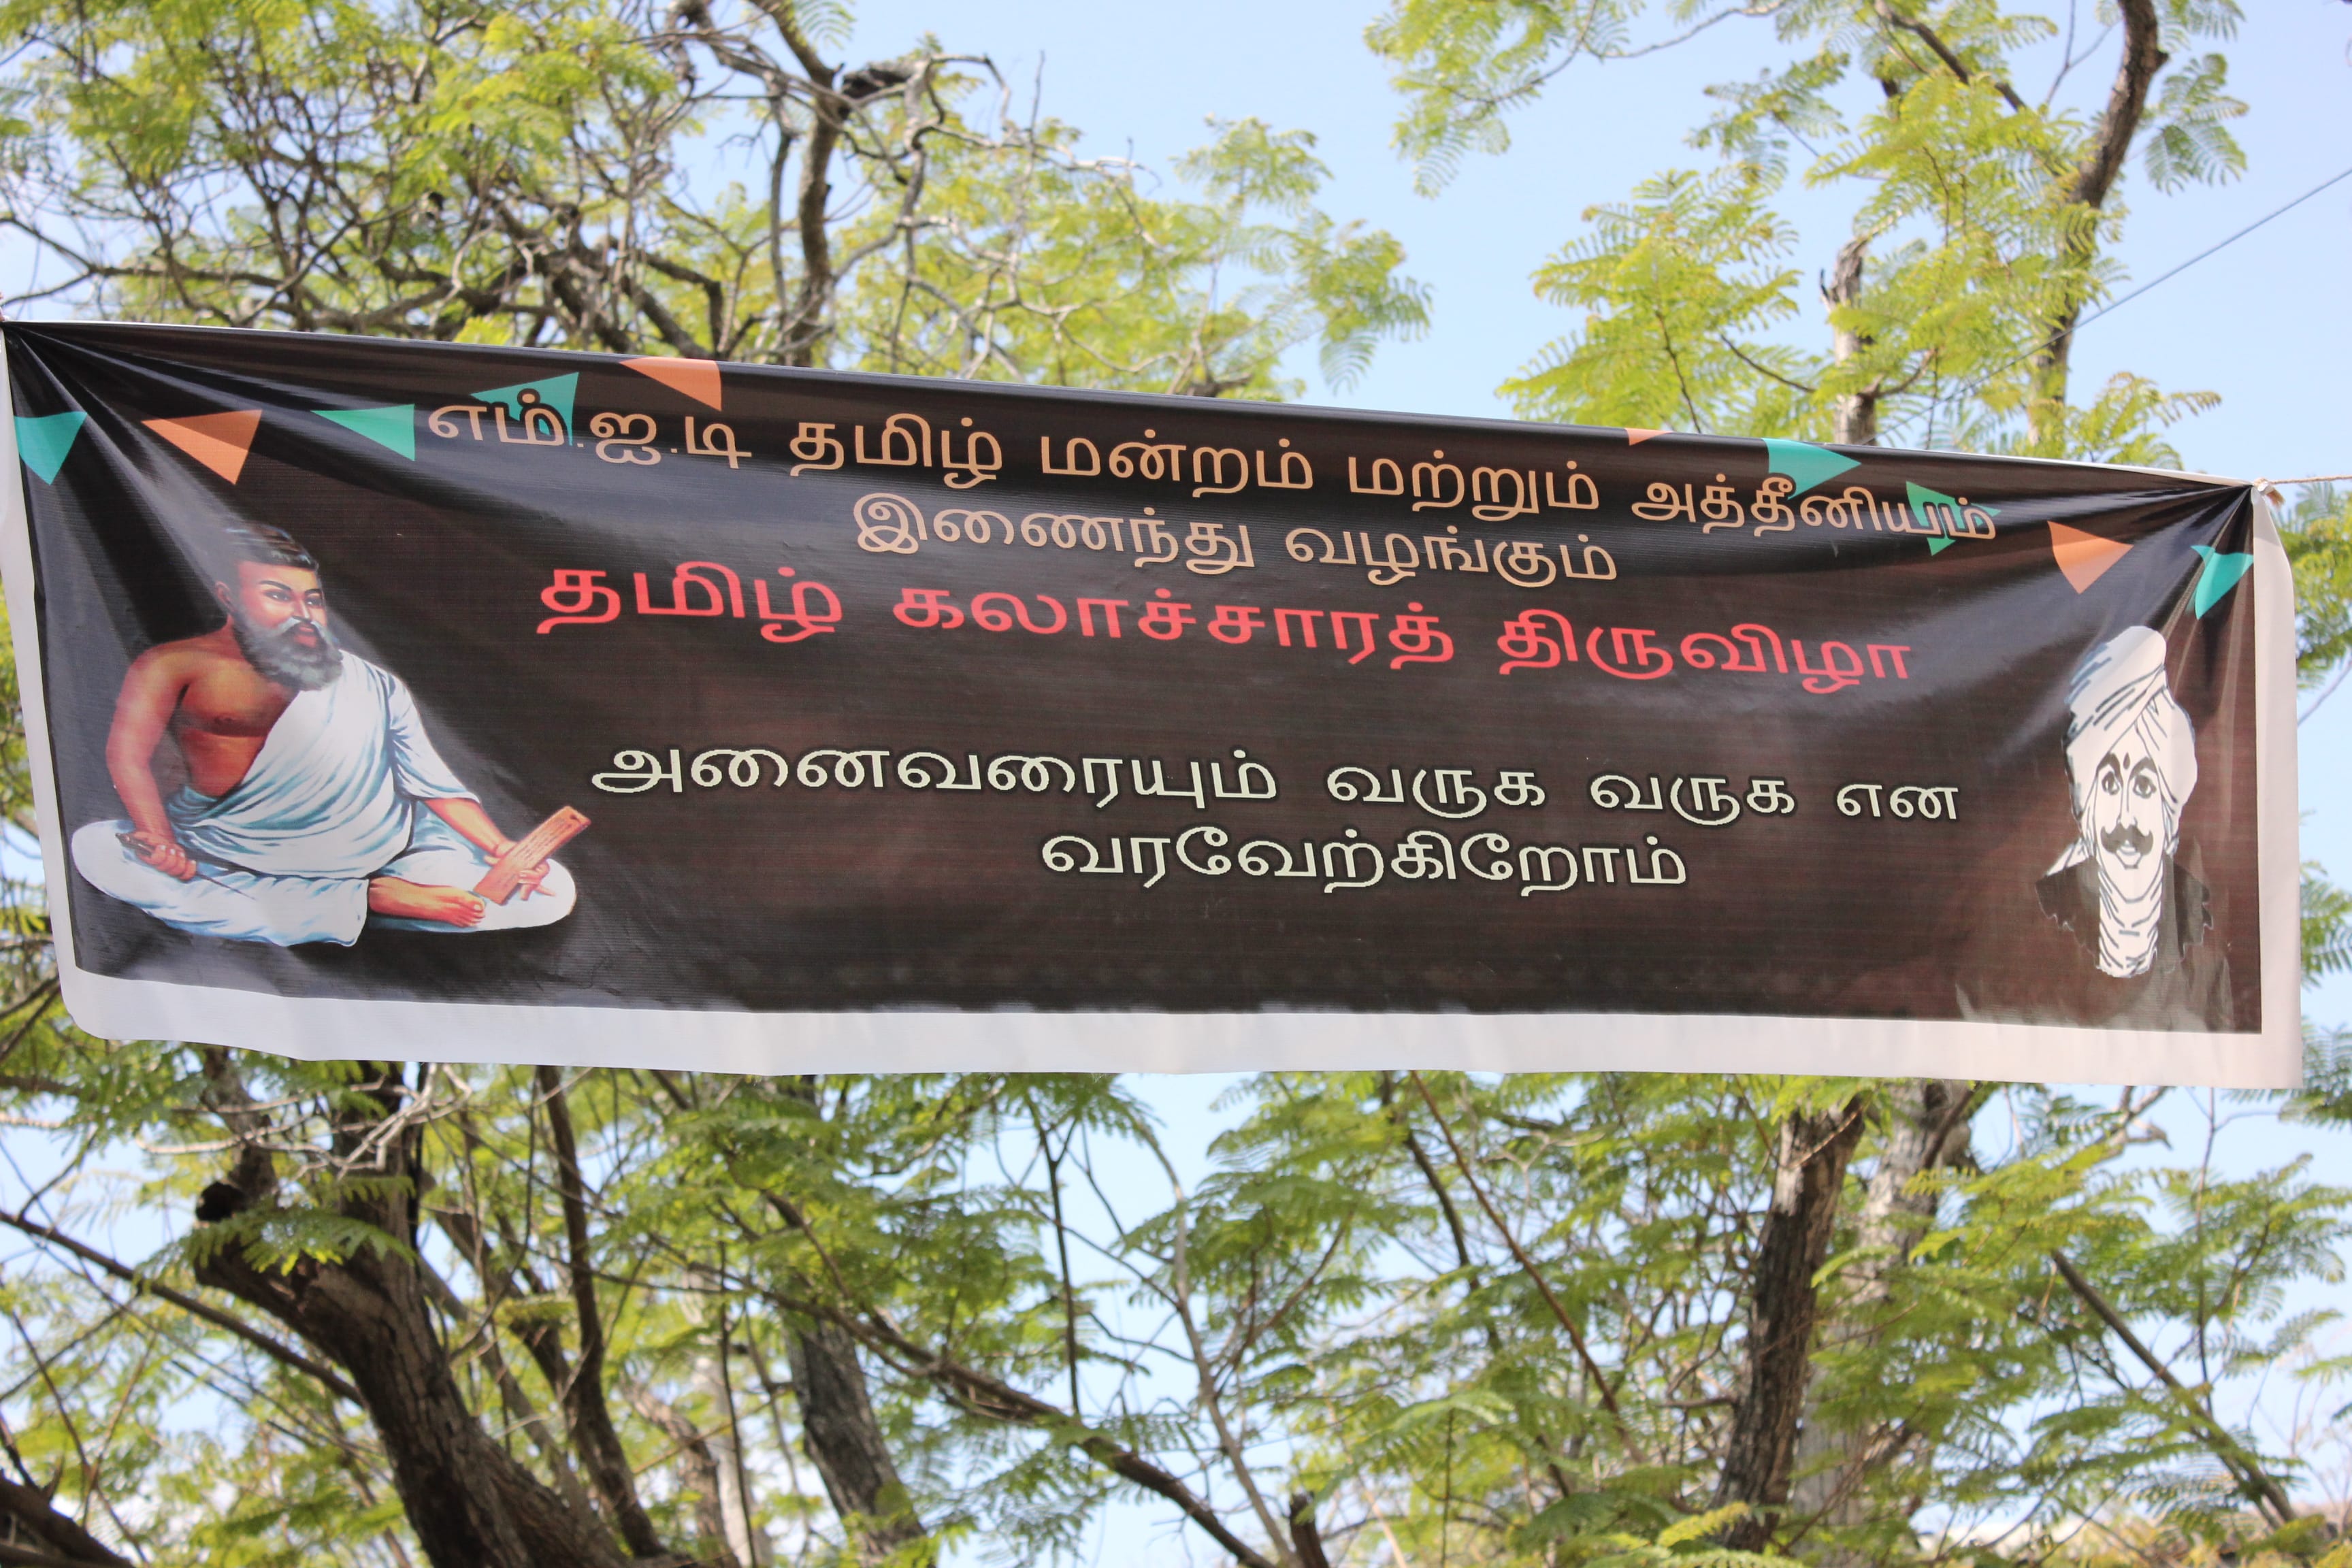 எம்.ஐ.டி தமிழ் மன்றம் மற்றும் அத்தீனியும்
இணைந்து வழங்கும்
தமிழ் கலாச்சாரத் திருவிழா
அனைவரையும் வருக வருக என
வரவேற்கிறோம்